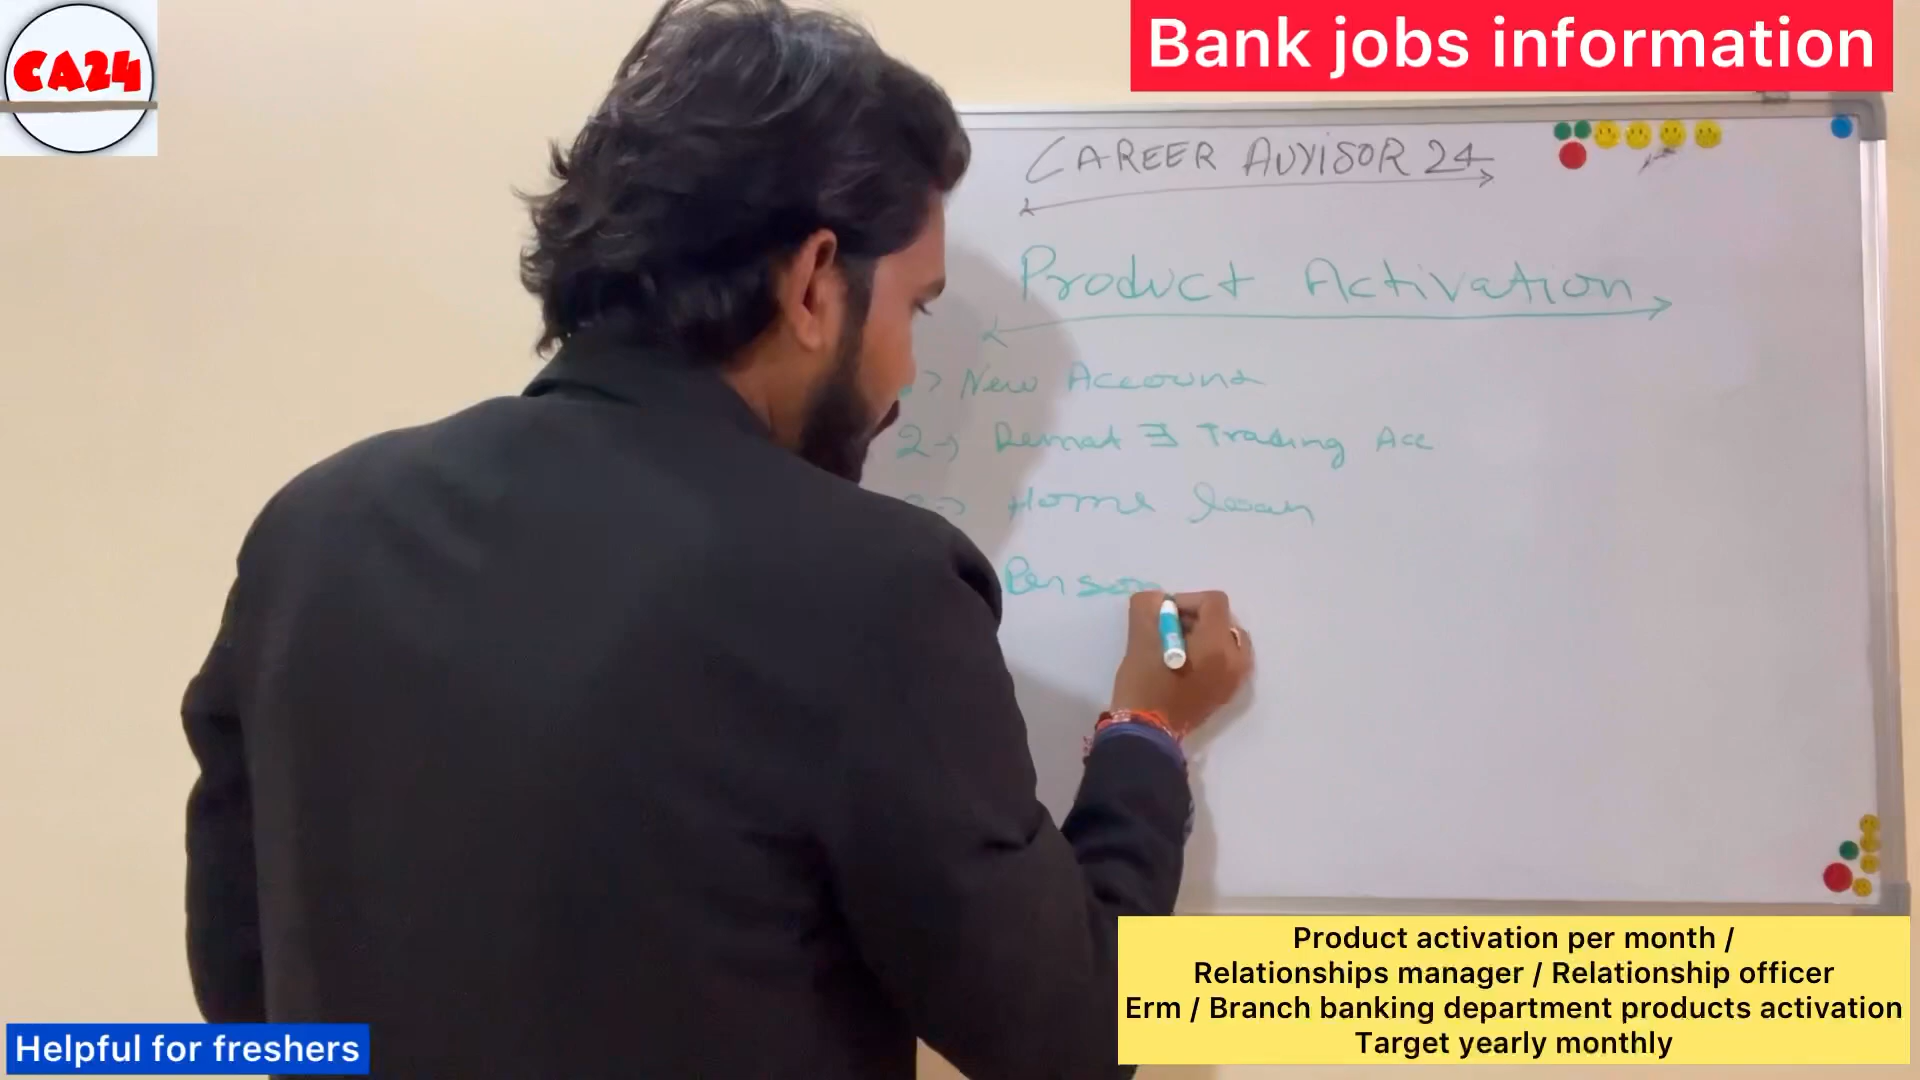 CA24
Bank jobs information
CAREER ADVISOR 24
Product Activation
> New Account
2-> Demat & Trading Acc
-> Home loan
Person
Product activation per month /
Relationships manager / Relationship officer
Erm / Branch banking department products activation
Target yearly monthly
Helpful for freshers